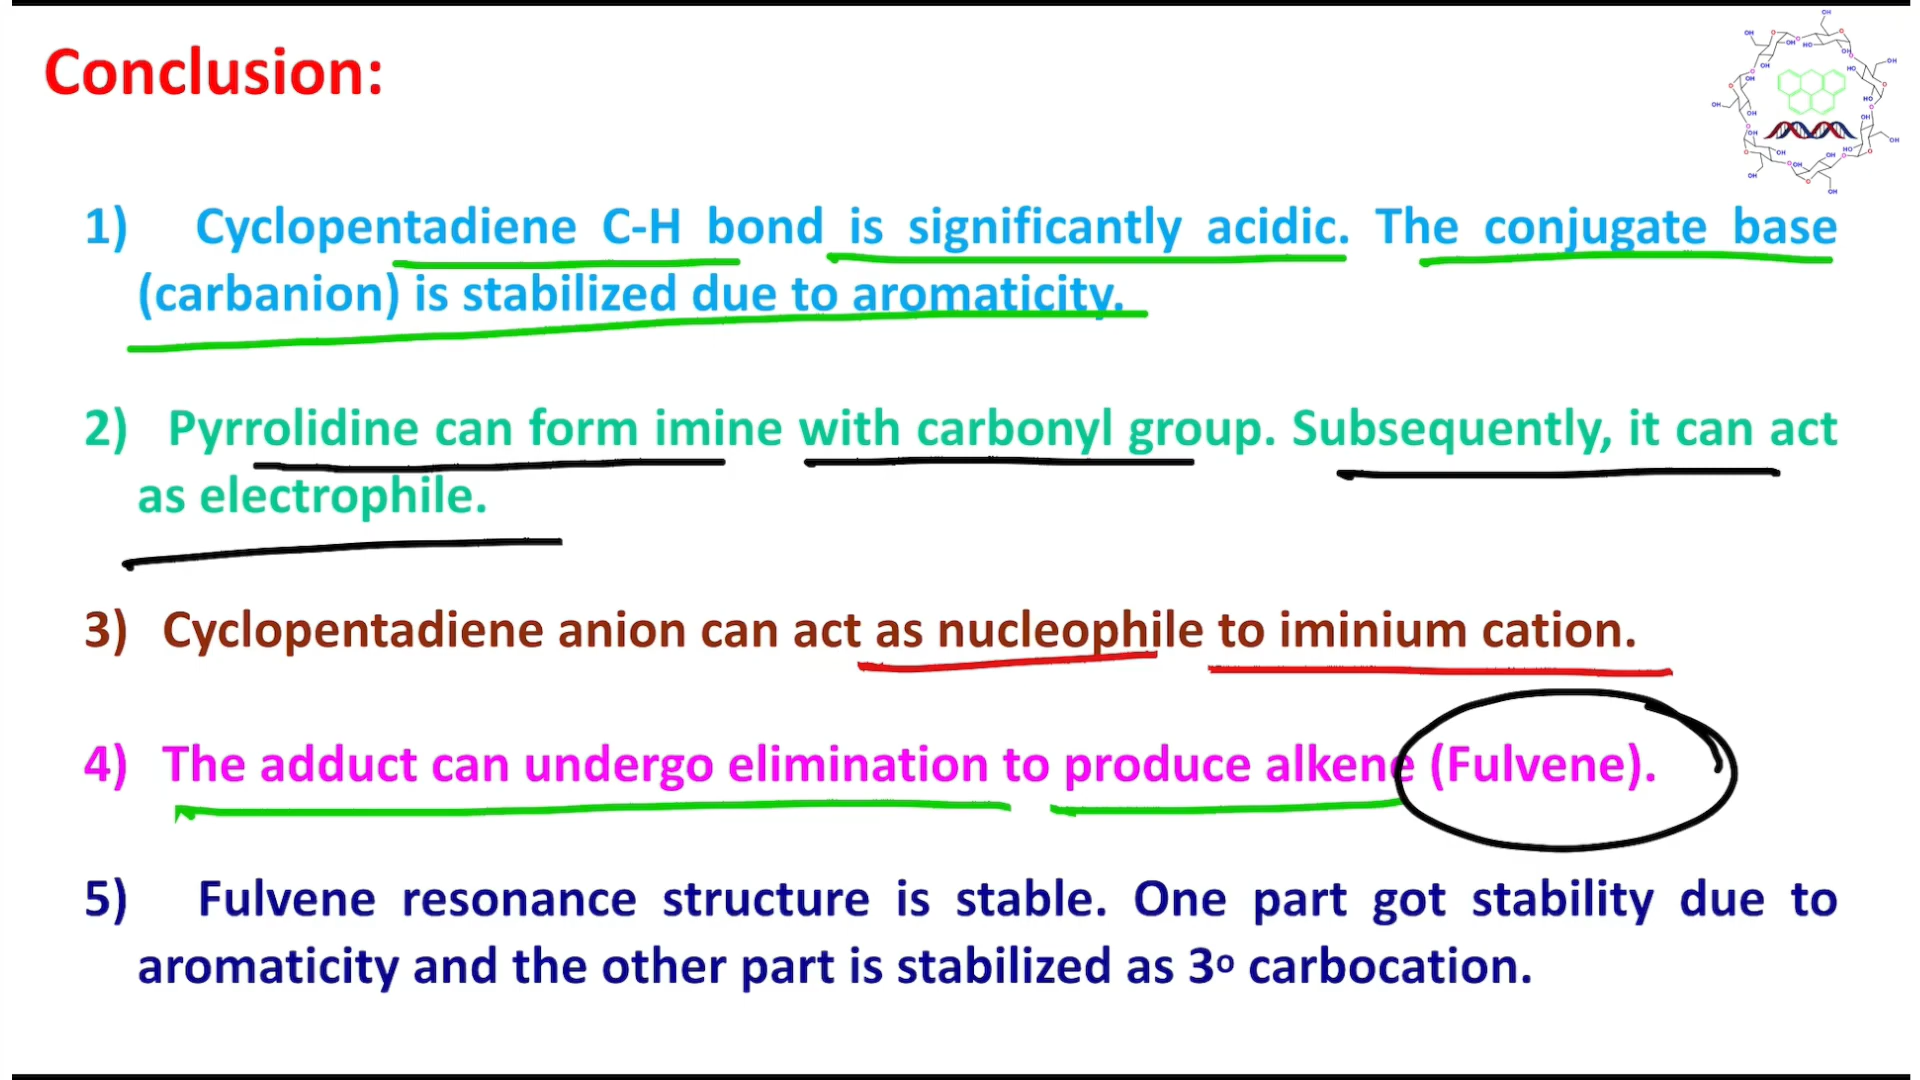 Conclusion:
1) Cyclopentadiene C-H bond is significantly acidic. The conjugate base
(carbanion) is stabilized due to aromaticity.
2) Pyrrolidine can form imine with carbonyl group. Subsequently, it can act
as electrophile.
3) Cyclopentadiene anion can act as nucleophile to iminium cation.
4) The adduct can undergo elimination to produce alkene (Fulvene).
5) Fulvene resonance structure is stable. One part got stability due to
aromaticity and the other part is stabilized as 3º carbocation.